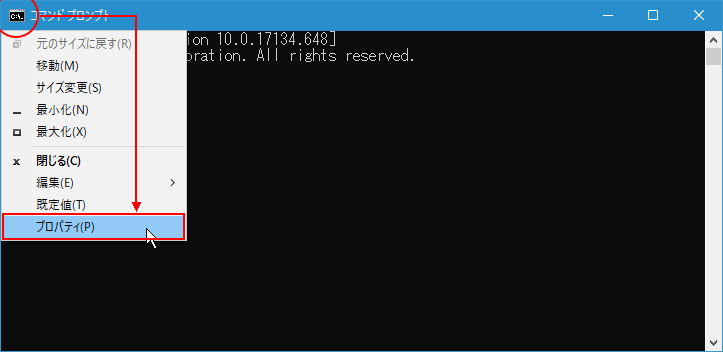 C:\.
コマンド プロンプト
元のサイズに戻す(R)
移動(M)
サイズ変更(S)
最小化(N)
最大化(X)
閉じる(C)
編集(E)
既定値(T)
プロパティ(P)
ion 10.0.17134.648]
oration. All rights reserved.